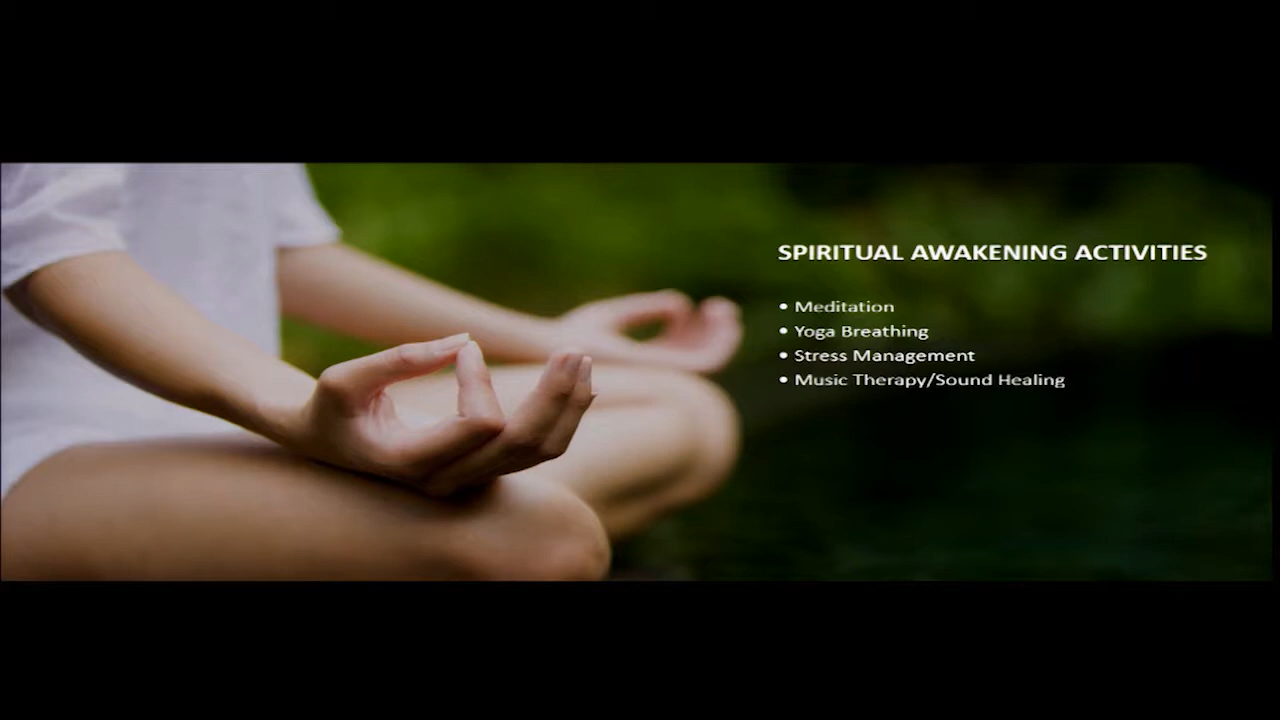 SPIRITUAL AWAKENING ACTIVITIES
• Meditation
• Yoga Breathing
• Stress Management
• Music Therapy/Sound Healing